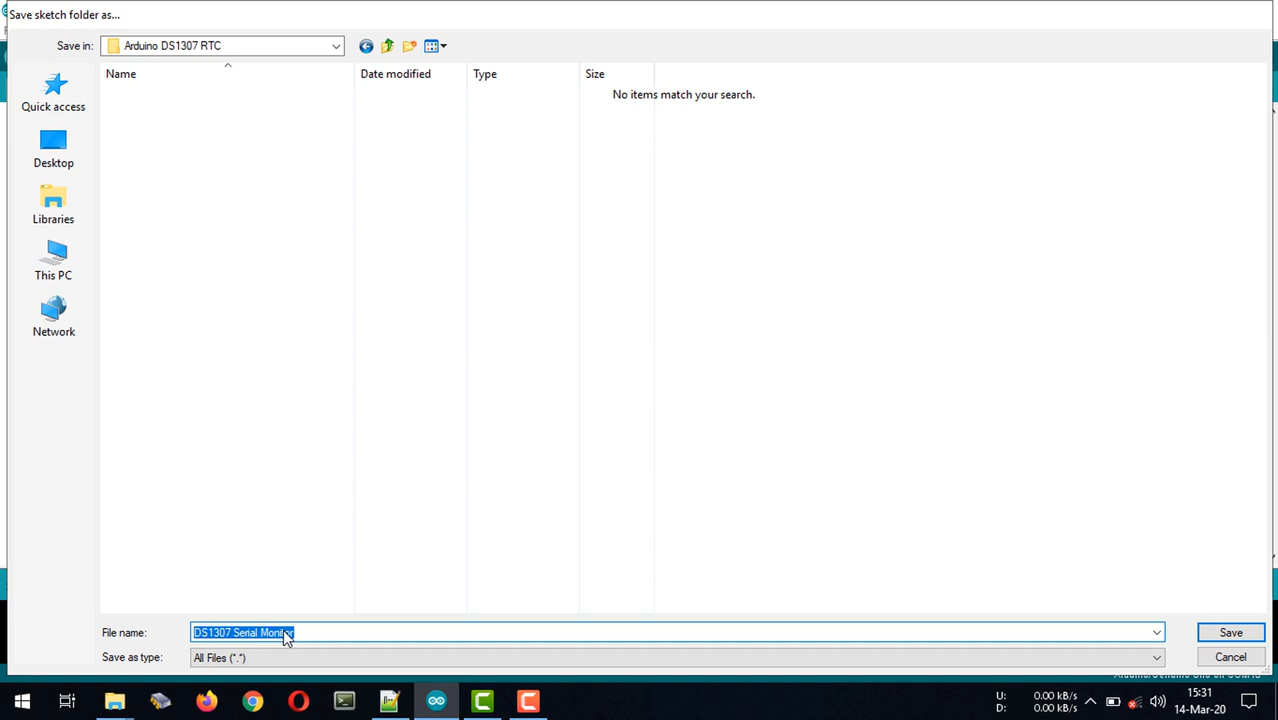 Save sketch folder as...
Save in: Arduino DS1307 RTC
Name Date modified Type Size
No items match your search.
Quick access
Desktop
Libraries
This PC
Network
File name: DS1307 Serial Monitor Save
Save as type: All Files (*.*) Cancel
U: 0.00 kB/s
D: 0.00 kB/s
15:31
14-Mar-20